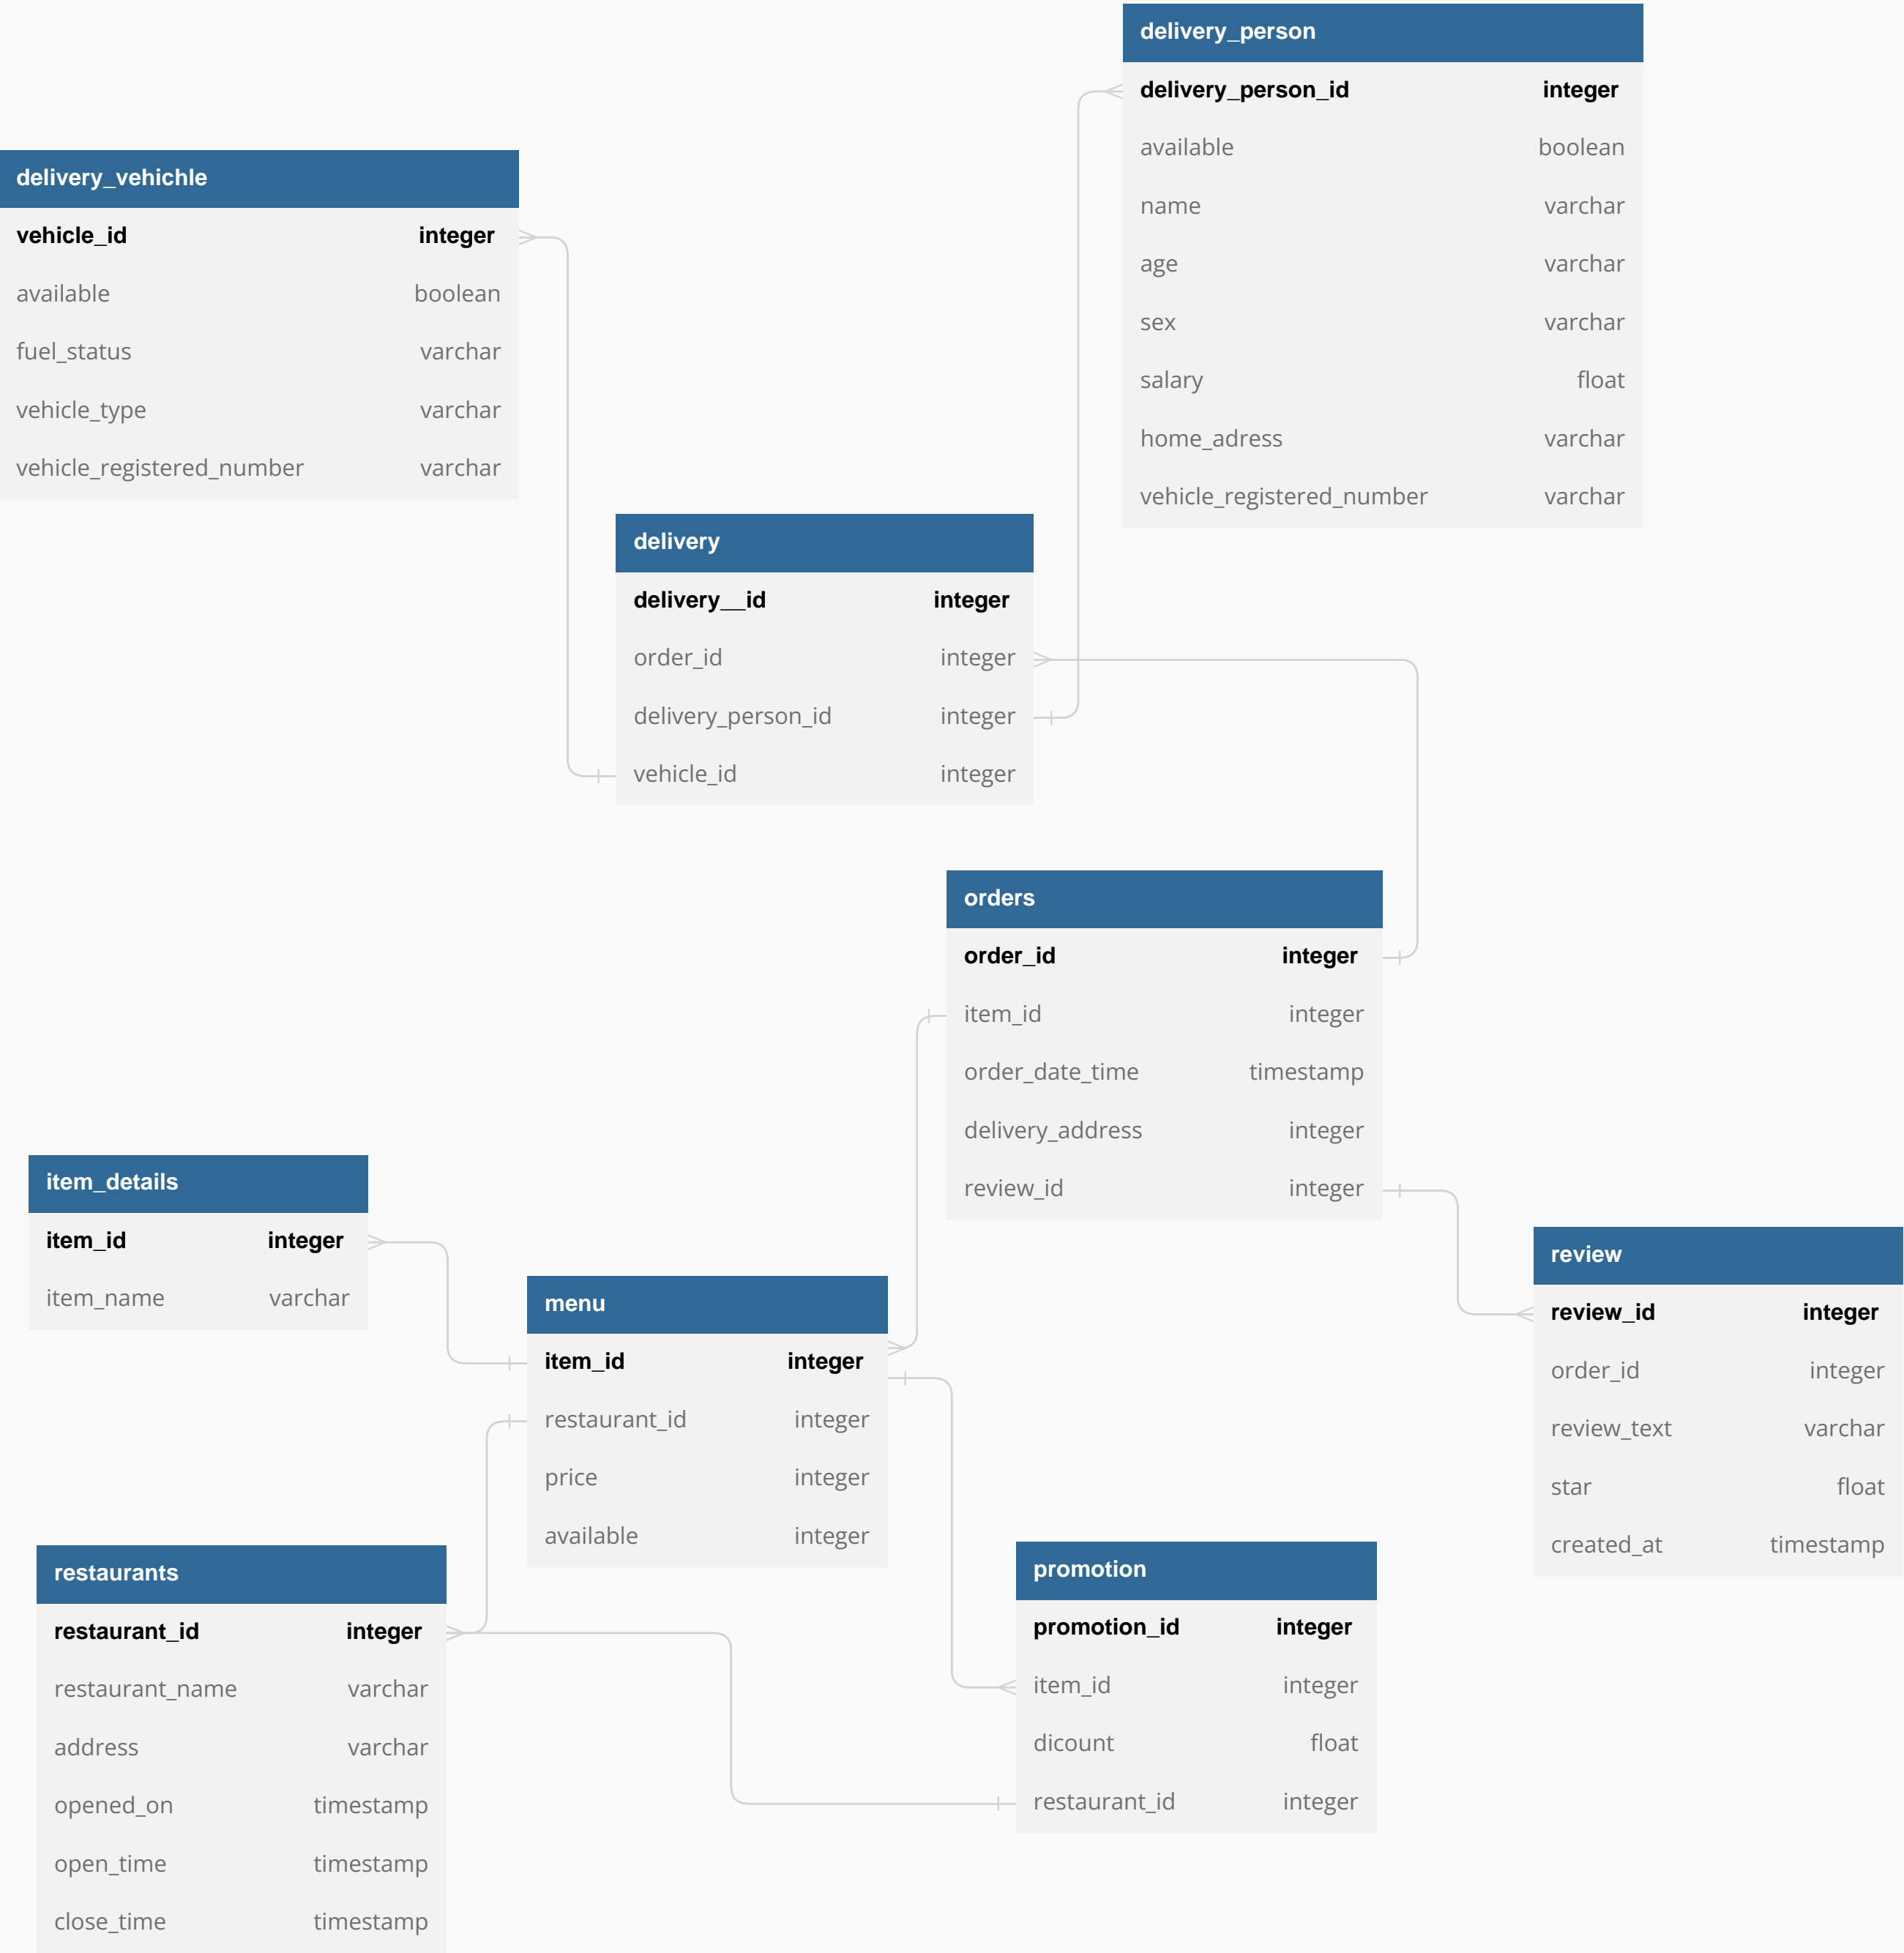 delivery_person
delivery_person_id integer
available boolean
name varchar
age varchar
sex varchar
salary float
home_adress varchar
vehicle_registered_number varchar
delivery_vehichle
vehicle_id integer
available boolean
fuel_status varchar
vehicle_type varchar
vehicle_registered_number varchar
delivery
delivery__id integer
order_id integer
delivery_person_id integer
vehicle_id integer
orders
order_id integer
item_id integer
order_date_time timestamp
delivery_address integer
review_id integer
item_details
item_id integer
item_name varchar
menu
item_id integer
restaurant_id integer
price integer
available integer
review
review_id integer
order_id integer
review_text varchar
star float
created_at timestamp
restaurants
restaurant_id integer
restaurant_name varchar
address varchar
opened_on timestamp
open_time timestamp
close_time timestamp
promotion
promotion_id integer
item_id integer
dicount float
restaurant_id integer